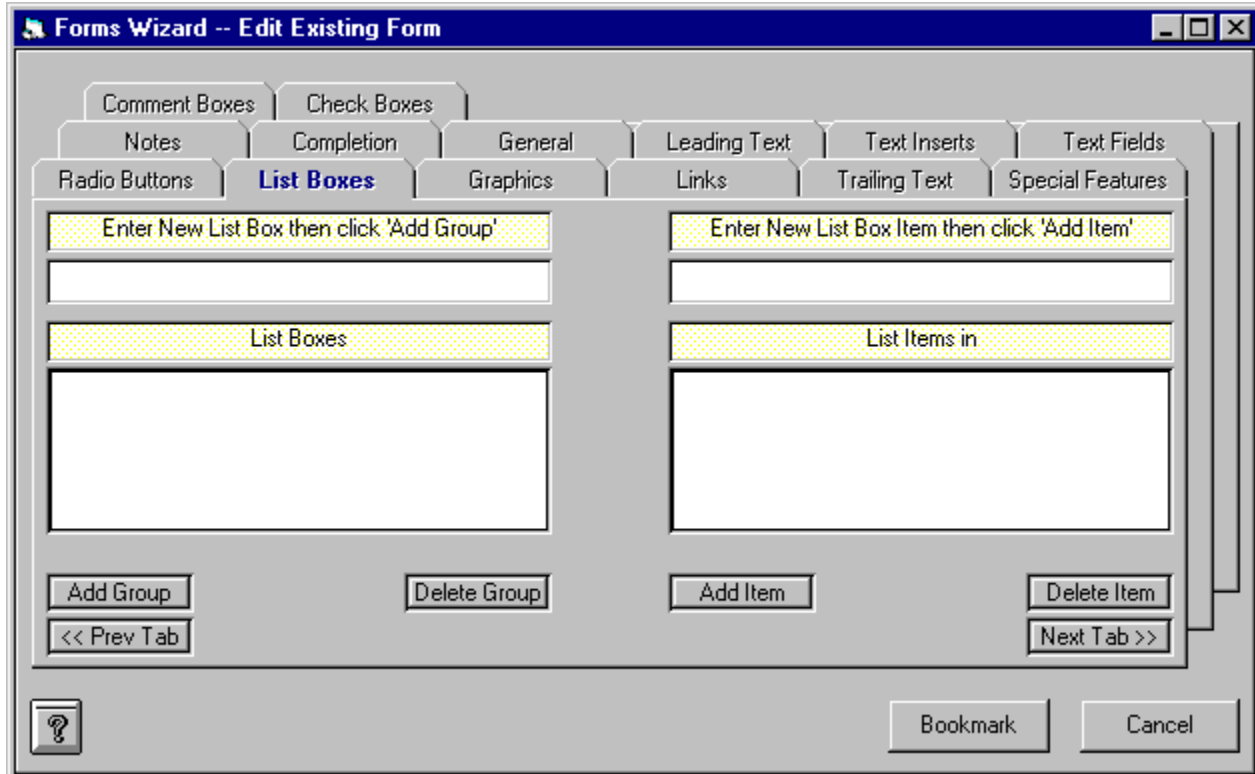 Forms Wizard -- Edit Existing Form
Comment Boxes Check Boxes
Notes Completion General Leading Text Text Inserts Text Fields
Radio Buttons List Boxes Graphics Links Trailing Text Special Features
Enter New List Box then click 'Add Group' Enter New List Box Item then click 'Add Item'
List Boxes List Items in
Add Group Delete Group Add Item Delete Item
<< Prev Tab Next Tab >>
? Bookmark Cancel